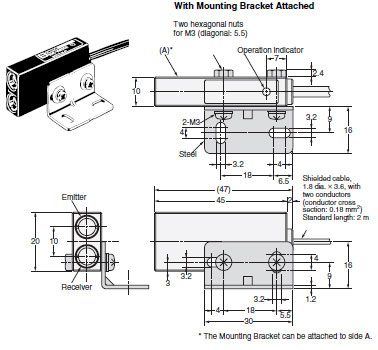 With Mounting Bracket Attached
Two hexagonal nuts
for M3 (diagonal: 5.5)
(A)*
Operation Indicator
7
2.4
10
2-M3
4
3.2
9
16
Steel
3.2
4
18
6.5
(47)
45
2
Shielded cable,
1.8 dia. × 3.6, with
two conductors
(conductor cross
section: 0.18 mm²)
Standard length: 2 m
Emitter
20
10
Receiver
3
3.2
4
9
16
3.2
1.2
4
18
5.5
30
* The Mounting Bracket can be attached to side A.